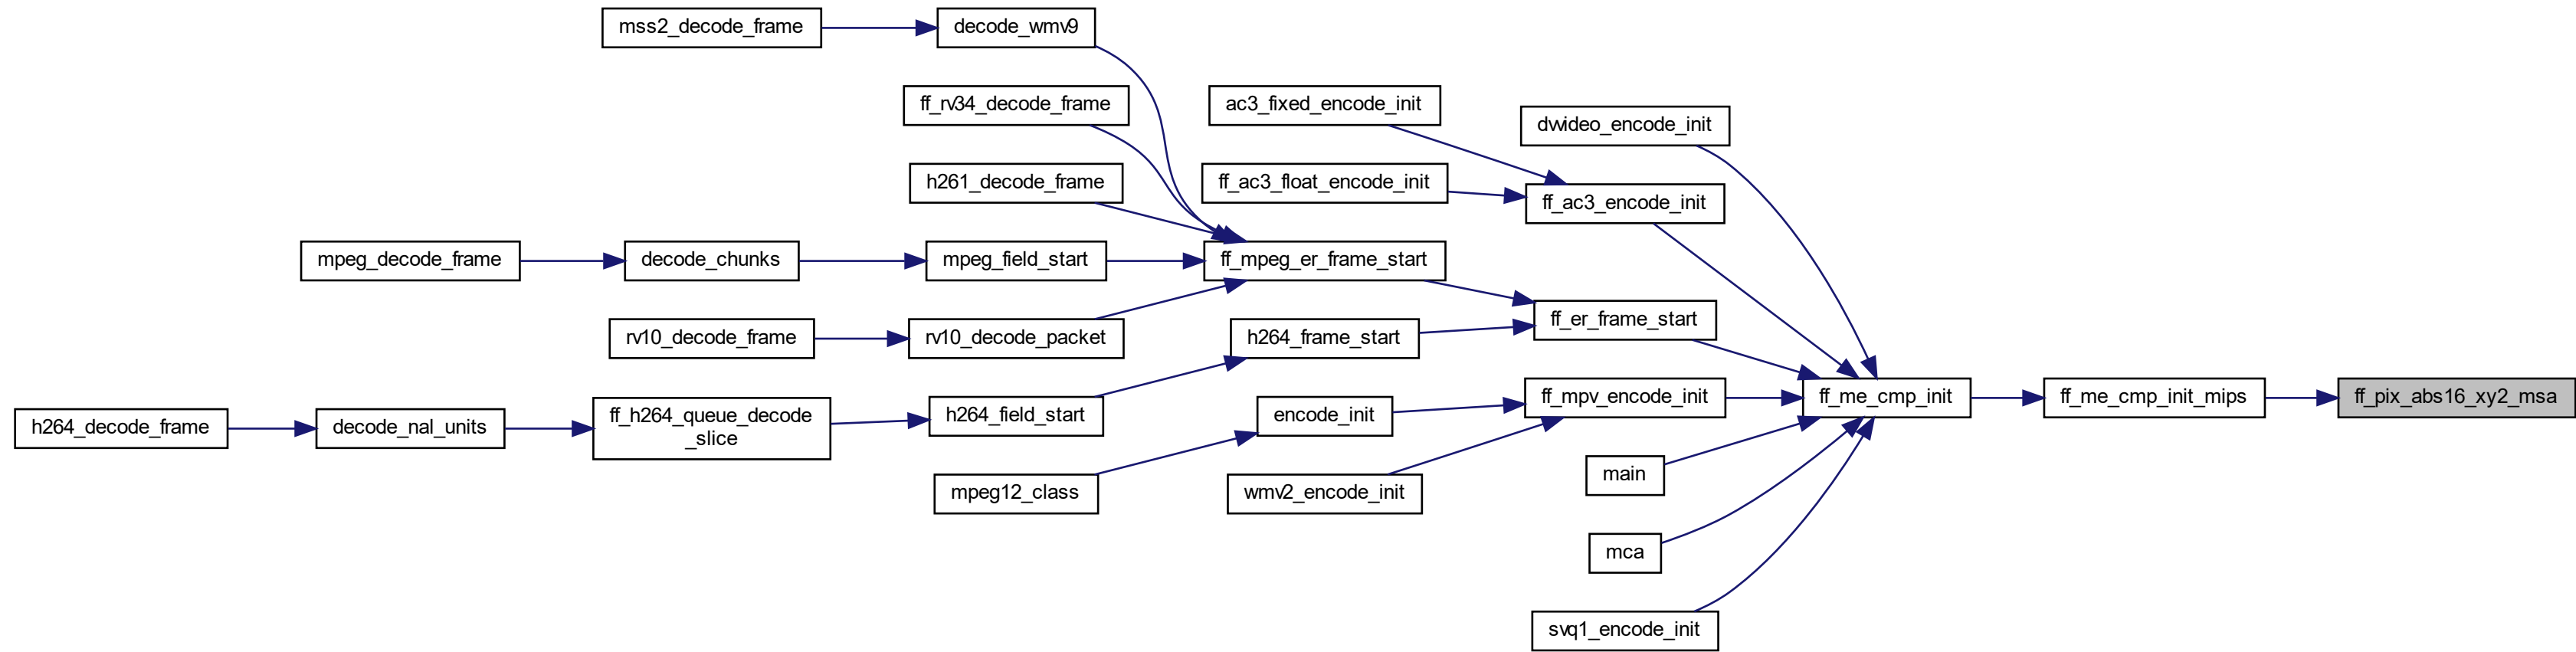 mss2_decode_frame
decode_wmv9
ff_rv34_decode_frame
ac3_fixed_encode_init
dvvideo_encode_init
h261_decode_frame
ff_ac3_float_encode_init
ff_ac3_encode_init
mpeg_decode_frame
decode_chunks
mpeg_field_start
ff_mpeg_er_frame_start
rv10_decode_frame
rv10_decode_packet
h264_frame_start
ff_er_frame_start
h264_decode_frame
decode_nal_units
ff_h264_queue_decode
_slice
h264_field_start
encode_init
ff_mpv_encode_init
ff_me_cmp_init
ff_me_cmp_init_mips
ff_pix_abs16_xy2_msa
mpeg12_class
wmv2_encode_init
main
mca
svq1_encode_init